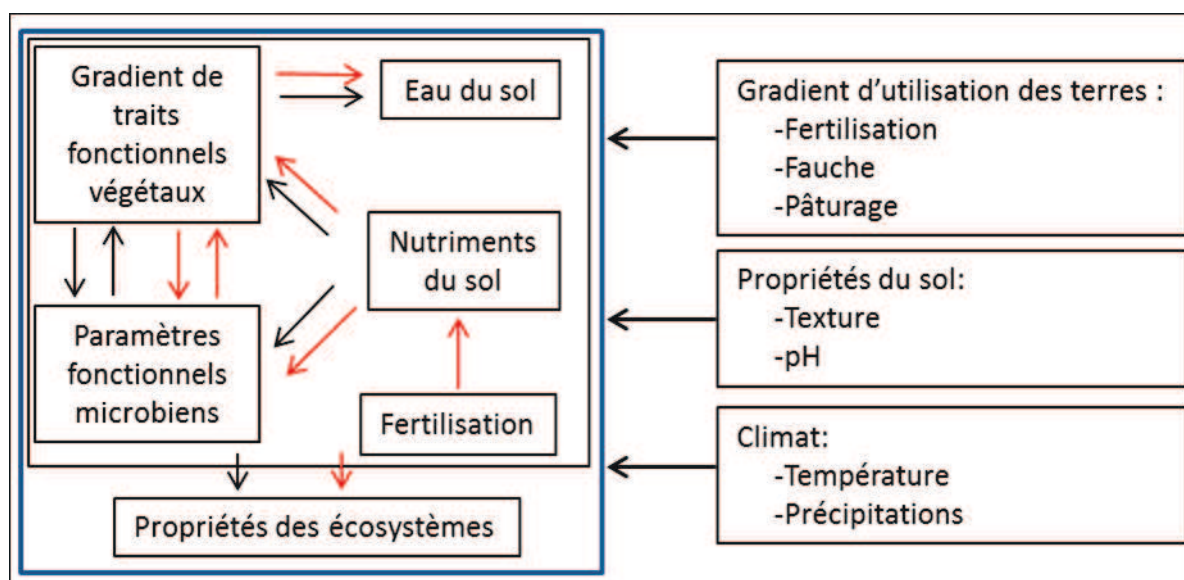 Gradient de
traits
fonctionnels
végétaux
Eau du sol
Nutriments
du sol
Paramètres
fonctionnels
microbiens
Fertilisation
Propriétés des écosystèmes
Gradient d’utilisation des terres :
-Fertilisation
-Fauche
-Pâturage
Propriétés du sol:
-Texture
-pH
Climat:
-Température
-Précipitations